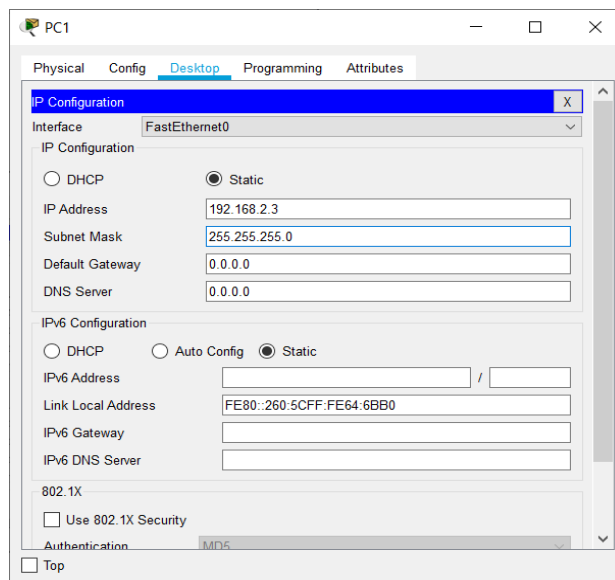 PC1
Physical Config Desktop Programming Attributes
IP Configuration X
Interface FastEthernet0
IP Configuration
DHCP Static
IP Address 192.168.2.3
Subnet Mask 255.255.255.0
Default Gateway 0.0.0.0
DNS Server 0.0.0.0
IPv6 Configuration
DHCP Auto Config Static
IPv6 Address /
Link Local Address FE80::260:5CFF:FE64:6BB0
IPv6 Gateway
IPv6 DNS Server
802.1X
Use 802.1X Security
Authentication MD5
Top